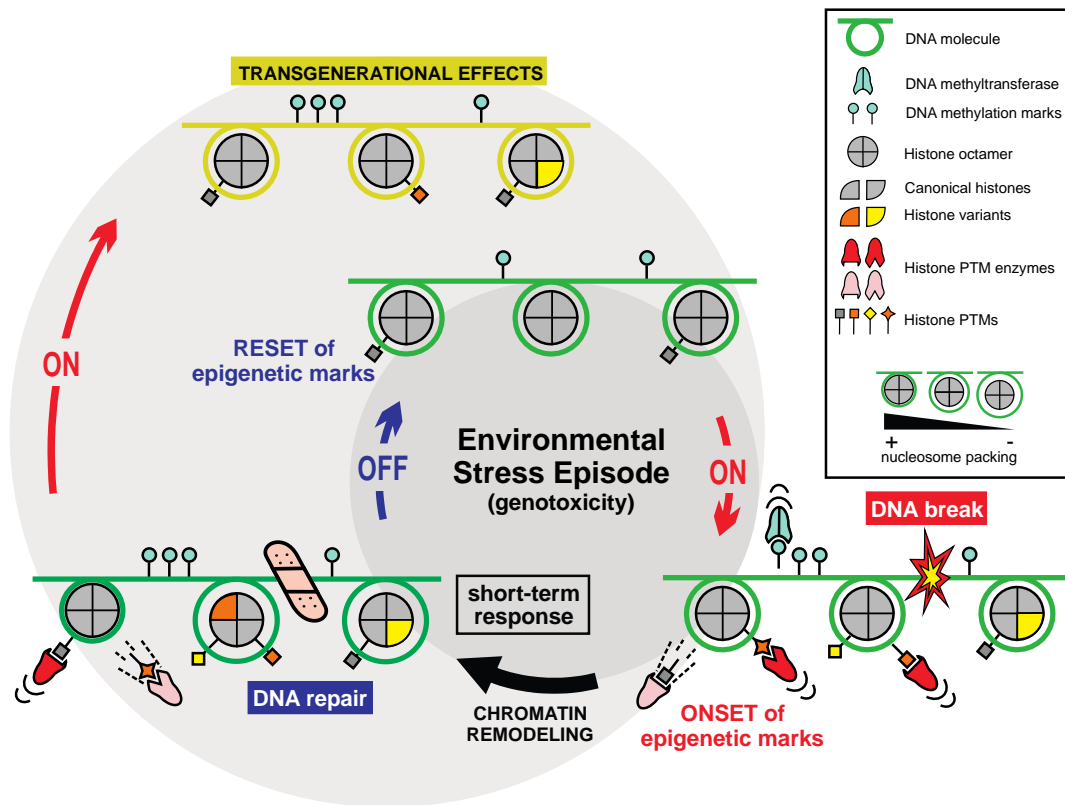 TRANSGENERATIONAL EFFECTS
ON
RESET of
epigenetic marks
OFF
Environmental
Stress Episode
(genotoxicity)
ON
DNA break
short-term
response
DNA repair
CHROMATIN
REMODELING
ONSET of
epigenetic marks
DNA molecule
DNA methyltransferase
DNA methylation marks
Histone octamer
Canonical histones
Histone variants
Histone PTM enzymes
Histone PTMs
+ -
nucleosome packing